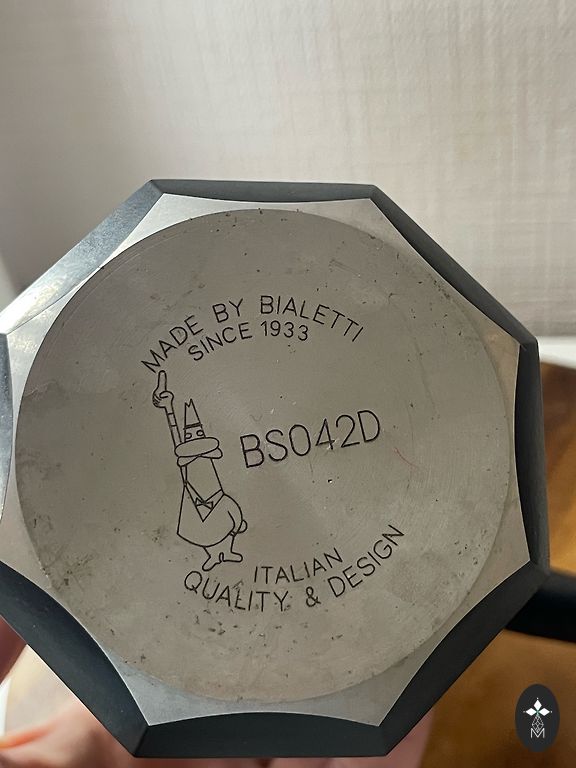 MADE BY BIALETTI
SINCE 1933
BS042D
ITALIAN
QUALITY & DESIGN
M